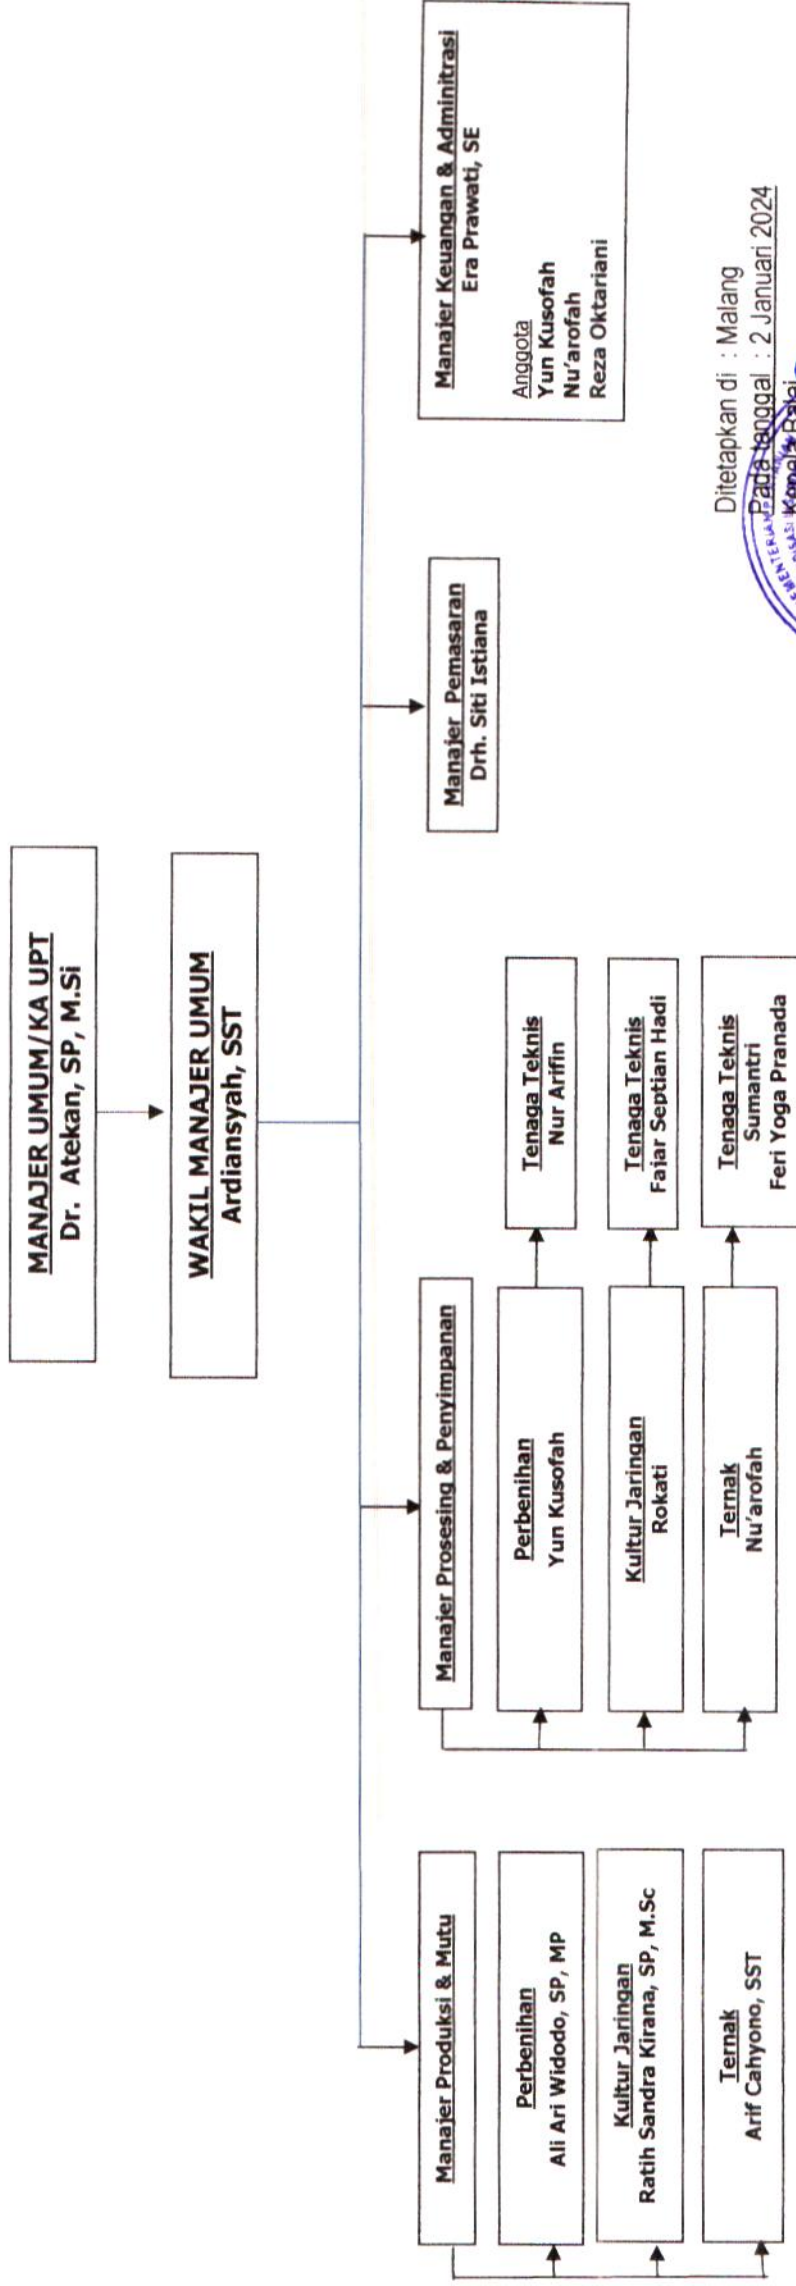 MANAJER UMUM/KA UPT
Dr. Atekan, SP, M.Si
WAKIL MANAJER UMUM
Ardiansyah, SST
Manajer Produksi & Mutu
Perbenihan
Ali Ari Widodo, SP, MP
Kultur Jaringan
Ratih Sandra Kirana, SP, M.Sc
Ternak
Arif Cahyono, SST
Manajer Prosesing & Penyimpanan
Perbenihan
Yun Kusofah
Kultur Jaringan
Rokati
Ternak
Nu’arofah
Tenaga Teknis
Nur Arifin
Tenaga Teknis
Fajar Septian Hadi
Tenaga Teknis
Sumantri
Feri Yoga Pranada
Manajer Pemasaran
Drh. Siti Istiana
Manajer Keuangan & Adminitrasi
Era Prawati, SE
Anggota
Yun Kusofah
Nu’arofah
Reza Oktariani
Ditetapkan di : Malang
Pada tanggal : 2 Januari 2024
Kepala Balai